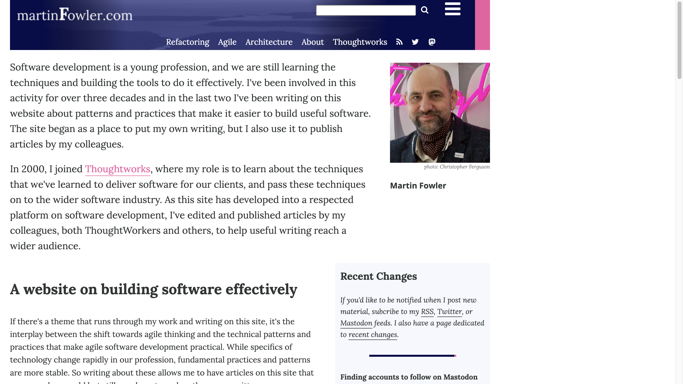 martinFowler.com
Refactoring Agile Architecture About Thoughtworks
Software development is a young profession, and we are still learning the
techniques and building the tools to do it effectively. I've been involved in this
activity for over three decades and in the last two I've been writing on this
website about patterns and practices that make it easier to build useful software.
The site began as a place to put my own writing, but I also use it to publish
articles by my colleagues.
photo: Christopher Ferguson
Martin Fowler
In 2000, I joined Thoughtworks, where my role is to learn about the techniques
that we've learned to deliver software for our clients, and pass these techniques
on to the wider software industry. As this site has developed into a respected
platform on software development, I've edited and published articles by my
colleagues, both ThoughtWorkers and others, to help useful writing reach a
wider audience.
A website on building software effectively
If there's a theme that runs through my work and writing on this site, it's the
interplay between the shift towards agile thinking and the technical patterns and
practices that make agile software development practical. While specifics of
technology change rapidly in our profession, fundamental practices and patterns
are more stable. So writing about these allows me to have articles on this site that
Recent Changes
If you'd like to be notified when I post new
material, subcribe to my RSS, Twitter, or
Mastodon feeds. I also have a page dedicated
to recent changes.
Finding accounts to follow on Mastodon